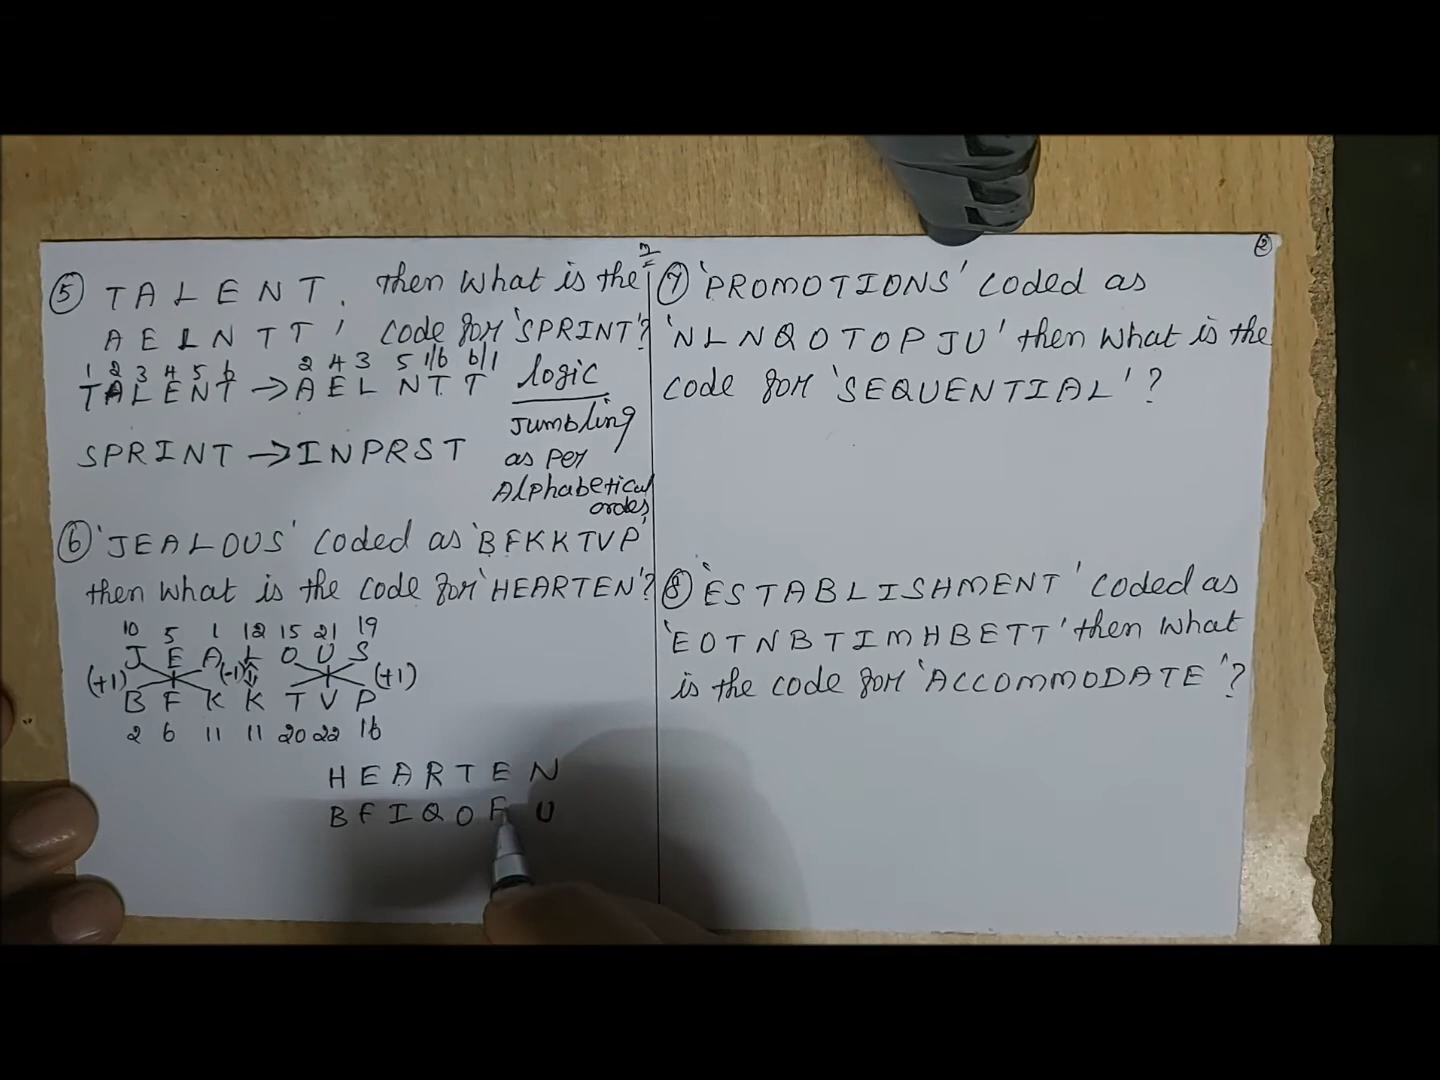 ⑤ TALENT, then what is the
AELNTT, code for 'SPRINT'?
1 2 3 4 5 6 2 4 3 5 1/6 6/1
TALENT → AELNTT
logic
Jumbling
as per
Alphabetical
order
SPRINT → INPRST
⑥ 'JEALOUS' coded as 'BFKKTVP'
then what is the code for 'HEARTEN'?
10 5 1 12 15 21 19
J E A L O U S
(+1) (-1) (+1)
B F K K T V P
2 6 11 11 20 22 16
H E A R T E N
B F I Q O F U
②
⑦ 'PROMOTIONS' coded as
'NLNQOTOPJU' then what is the
code for 'SEQUENTIAL'?
⑧ 'ESTABLISHMENT' coded as
'EOTNBTIMHBETT' then what
is the code for 'ACCOMMODATE'?